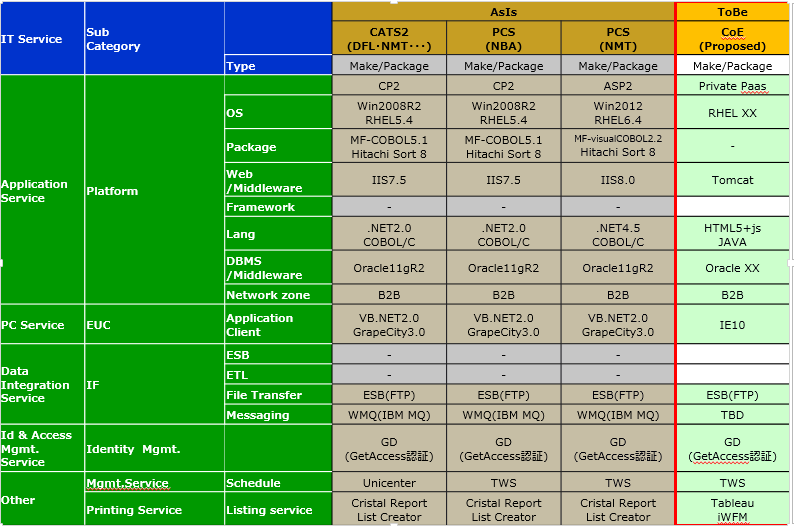 AsIs
ToBe
IT Service
Sub
Category
CATS2
(DFL･NMT･･･)
PCS
(NBA)
PCS
(NMT)
CoE
(Proposed)
Type
Make/Package
Make/Package
Make/Package
Make/Package
Application
Service
Platform
CP2
CP2
ASP2
Private Paas
OS
Win2008R2
RHEL5.4
Win2008R2
RHEL5.4
Win2012
RHEL6.4
RHEL XX
Package
MF-COBOL5.1
Hitachi Sort 8
MF-COBOL5.1
Hitachi Sort 8
MF-visualCOBOL2.2
Hitachi Sort 8
-
Web
/Middleware
IIS7.5
IIS7.5
IIS8.0
Tomcat
Framework
-
-
-
Lang
.NET2.0
COBOL/C
.NET2.0
COBOL/C
.NET4.5
COBOL/C
HTML5+js
JAVA
DBMS
/Middleware
Oracle11gR2
Oracle11gR2
Oracle11gR2
Oracle XX
Network zone
B2B
B2B
B2B
B2B
PC Service
EUC
Application
Client
VB.NET2.0
GrapeCity3.0
VB.NET2.0
GrapeCity3.0
VB.NET2.0
GrapeCity3.0
IE10
Data
Integration
Service
IF
ESB
-
-
-
ETL
-
-
-
File Transfer
ESB(FTP)
ESB(FTP)
ESB(FTP)
ESB(FTP)
Messaging
WMQ(IBM MQ)
WMQ(IBM MQ)
WMQ(IBM MQ)
TBD
Id & Access
Mgmt.
Service
Identity Mgmt.
GD
(GetAccess認証)
GD
(GetAccess認証)
GD
(GetAccess認証)
GD
(GetAccess認証)
Other
Mgmt.Service
Schedule
Unicenter
TWS
TWS
TWS
Printing Service
Listing service
Cristal Report
List Creator
Cristal Report
List Creator
Cristal Report
List Creator
Tableau
iWFM